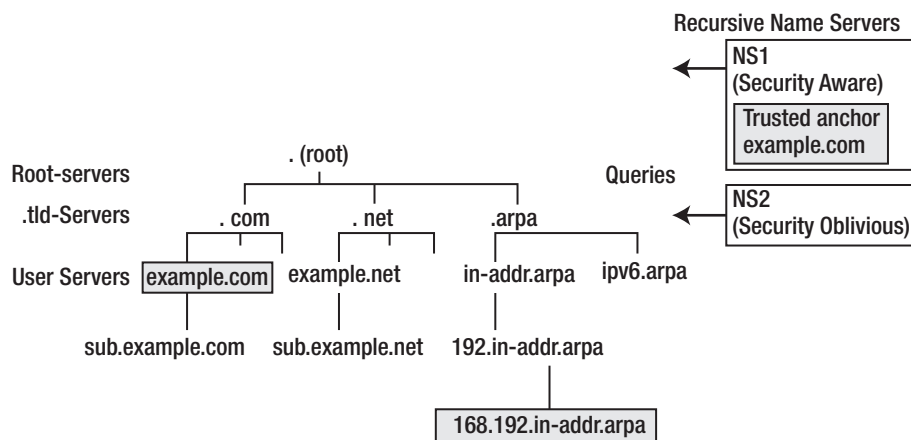 Recursive Name Servers
NS1
(Security Aware)
Trusted anchor
example.com
Queries
NS2
(Security Oblivious)
. (root)
Root-servers
.tld-Servers
. com
. net
.arpa
User Servers
example.com
example.net
in-addr.arpa
ipv6.arpa
sub.example.com
sub.example.net
192.in-addr.arpa
168.192.in-addr.arpa